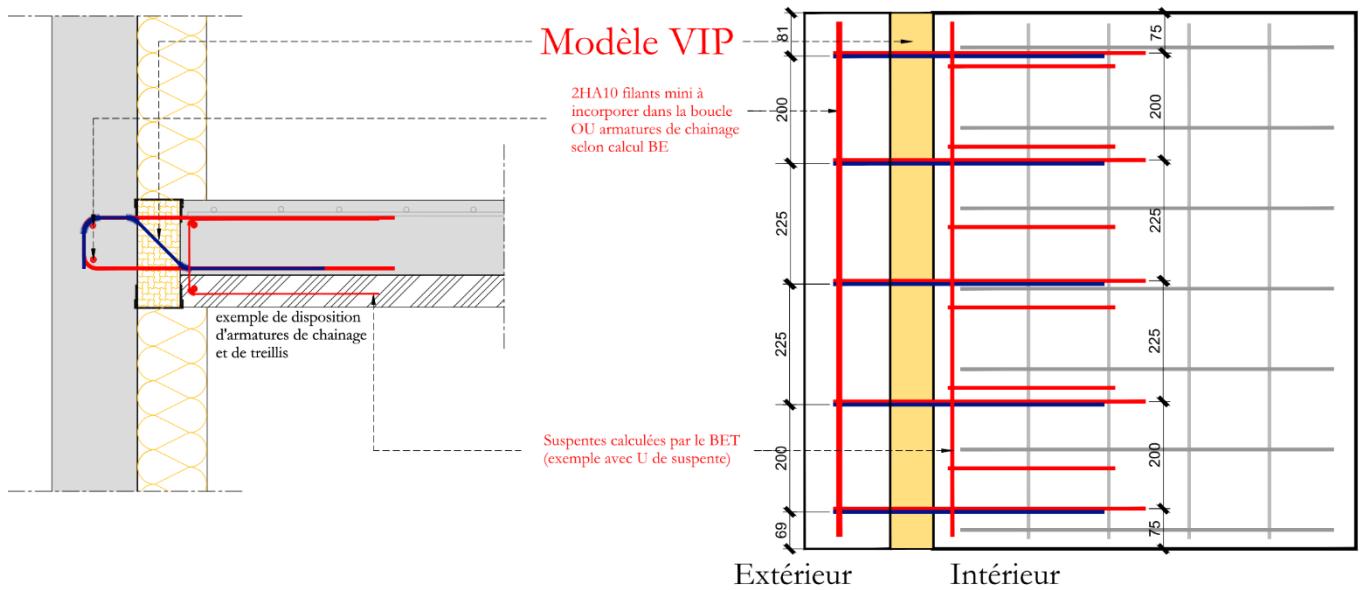 Modèle VIP
2HA10 filants mini à
incorporer dans la boucle
OU armatures de chainage
selon calcul BE
exemple de disposition
d'armatures de chainage
et de treillis
Suspentes calculées par le BET
(exemple avec U de suspente)
81
200
225
225
200
69
75
200
225
225
200
75
Extérieur
Intérieur